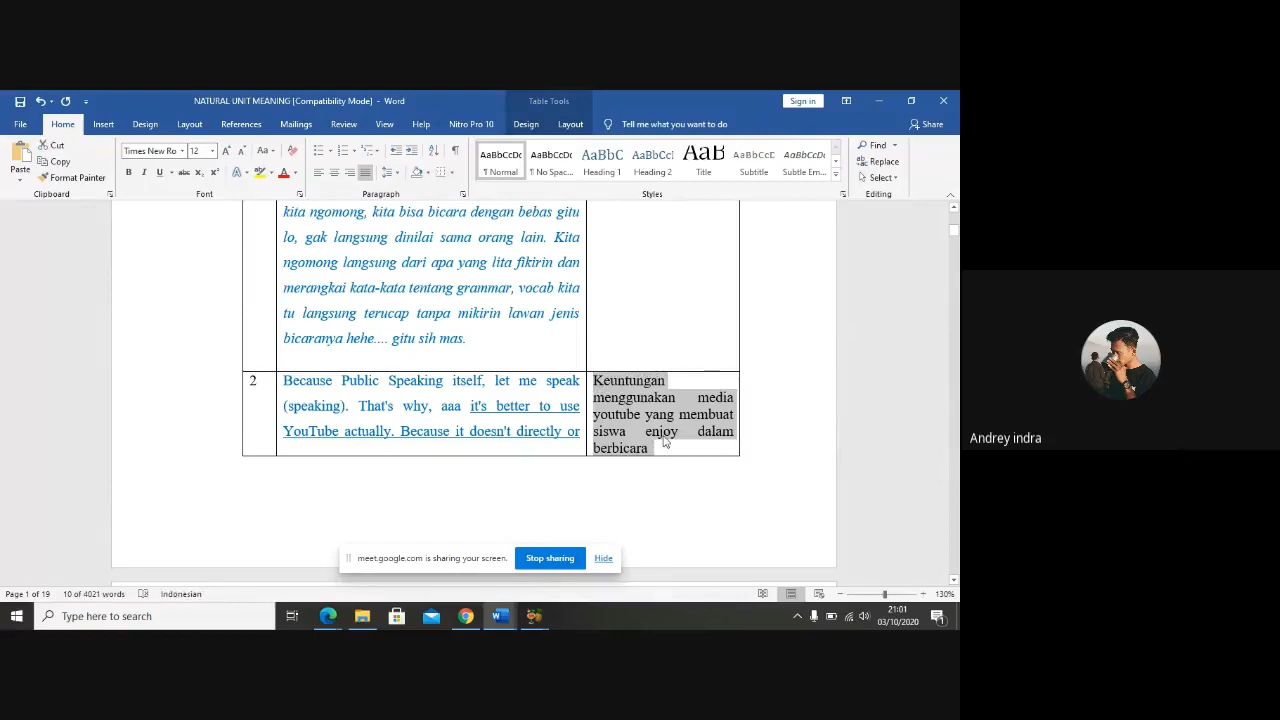 NATURAL UNIT MEANING [Compatibility Mode] - Word
Table Tools
Sign in
File Home Insert Design Layout References Mailings Review View Help Nitro Pro 10 Design Layout Tell me what you want to do Share
Paste
Cut
Copy
Format Painter
Clipboard
Times New Ro 12
Font
Paragraph
AaBbCcDc AaBbCcDc AaBbC AaBbCcI AaB AaBbCcE AaBbCcDc
¶ Normal ¶ No Spac... Heading 1 Heading 2 Title Subtitle Subtle Em...
Styles
Find
Replace
Select
Editing
kita ngomong, kita bisa bicara dengan bebas gitu
lo, gak langsung dinilai sama orang lain. Kita
ngomong langsung dari apa yang lita fikirin dan
merangkai kata-kata tentang grammar, vocab kita
tu langsung terucap tanpa mikirin lawan jenis
bicaranya hehe.... gitu sih mas.
2
Because Public Speaking itself, let me speak
(speaking). That's why, aaa it's better to use
YouTube actually. Because it doesn't directly or
Keuntungan
menggunakan media
youtube yang membuat
siswa enjoy dalam
berbicara
meet.google.com is sharing your screen. Stop sharing Hide
Page 1 of 19 10 of 4021 words Indonesian 130%
Type here to search
21:01
03/10/2020
1
Andrey indra